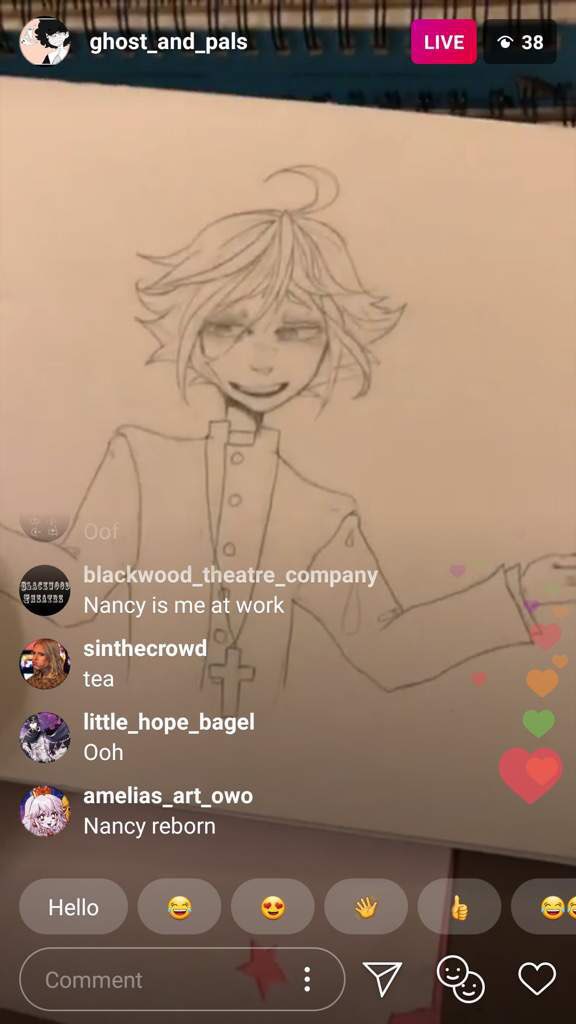 ghost_and_pals
LIVE
38
Oof
blackwood_theatre_company
BLACKWOOD
THEATRE
Nancy is me at work
sinthecrowd
tea
little_hope_bagel
Ooh
amelias_art_owo
Nancy reborn
Hello
Comment